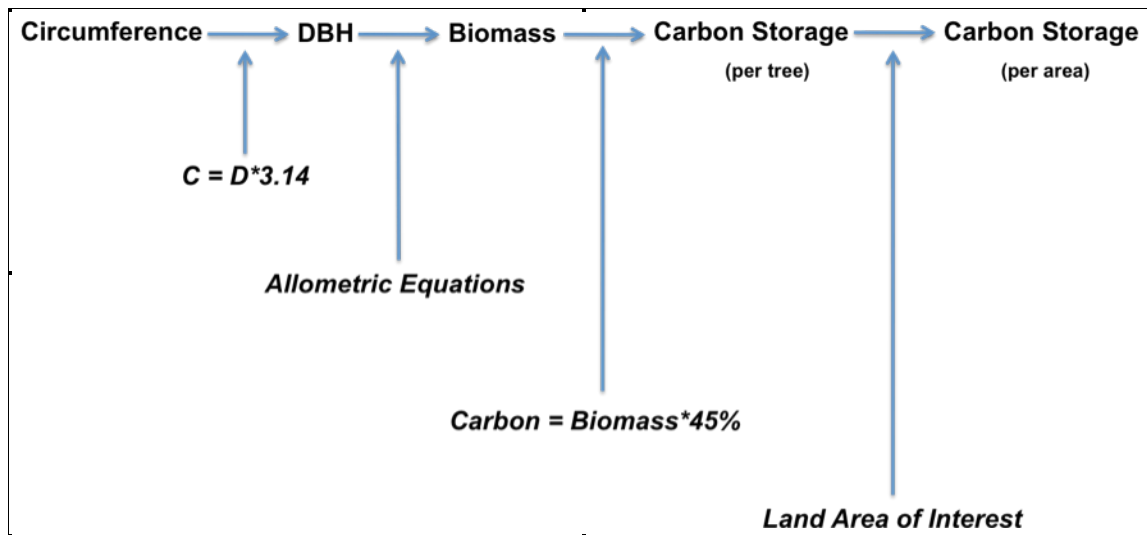 Circumference DBH Biomass Carbon Storage Carbon Storage
(per tree) (per area)
C = D*3.14
Allometric Equations
Carbon = Biomass*45%
Land Area of Interest